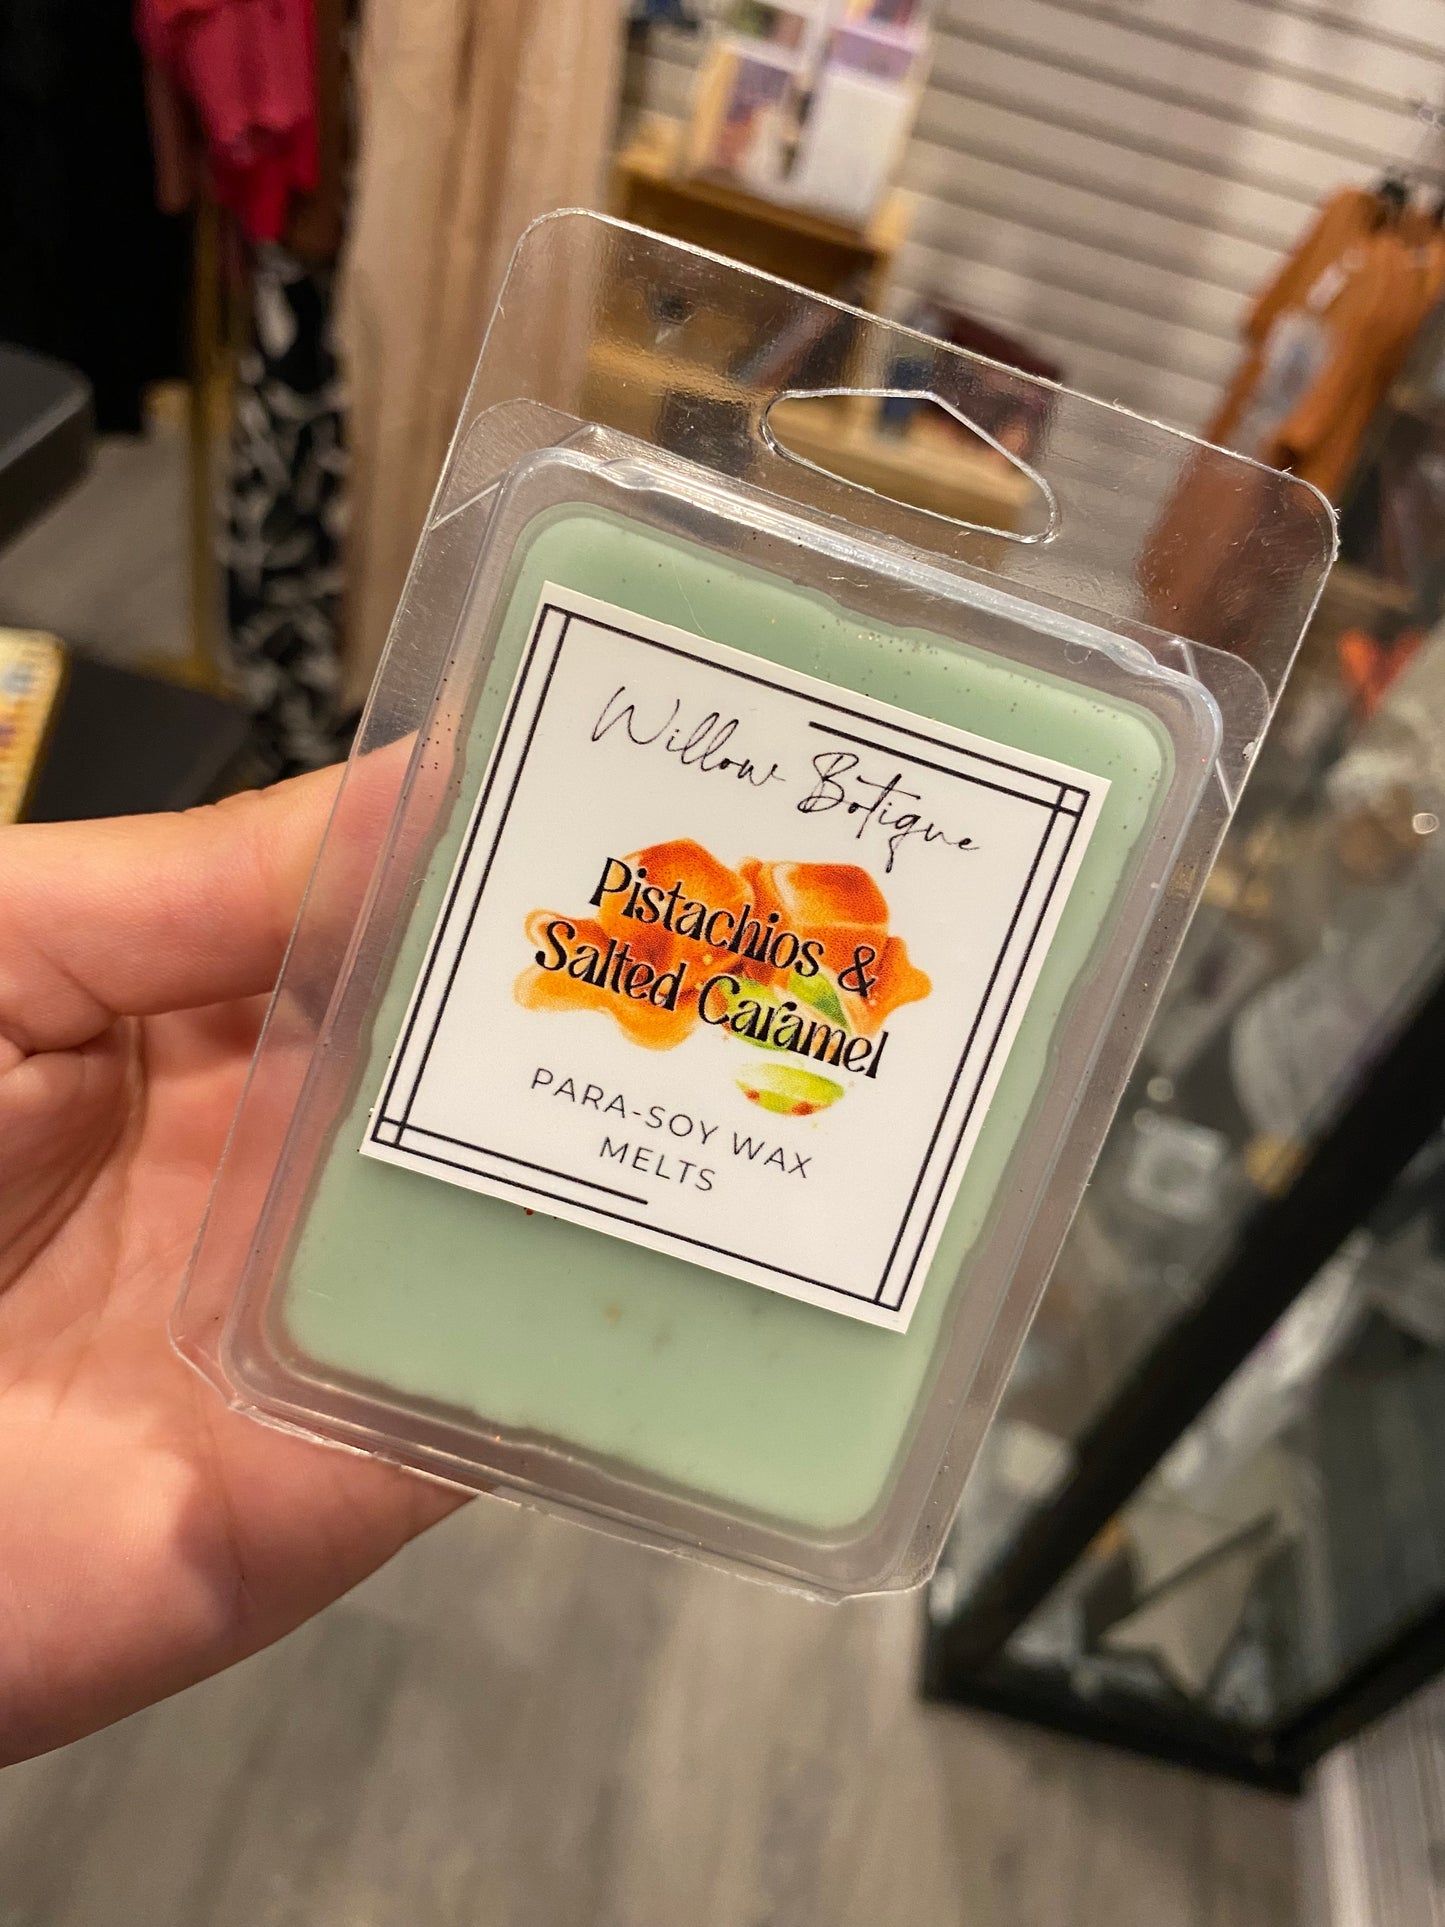 Willow Botique
Pistachios &
Salted Caramel
PARA-SOY WAX
MELTS